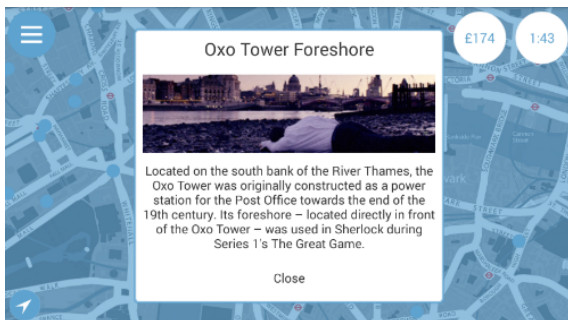 Oxo Tower Foreshore
£174
1:43
Located on the south bank of the River Thames, the
Oxo Tower was originally constructed as a power
station for the Post Office towards the end of the
19th century. Its foreshore – located directly in front
of the Oxo Tower – was used in Sherlock during
Series 1's The Great Game.
Close